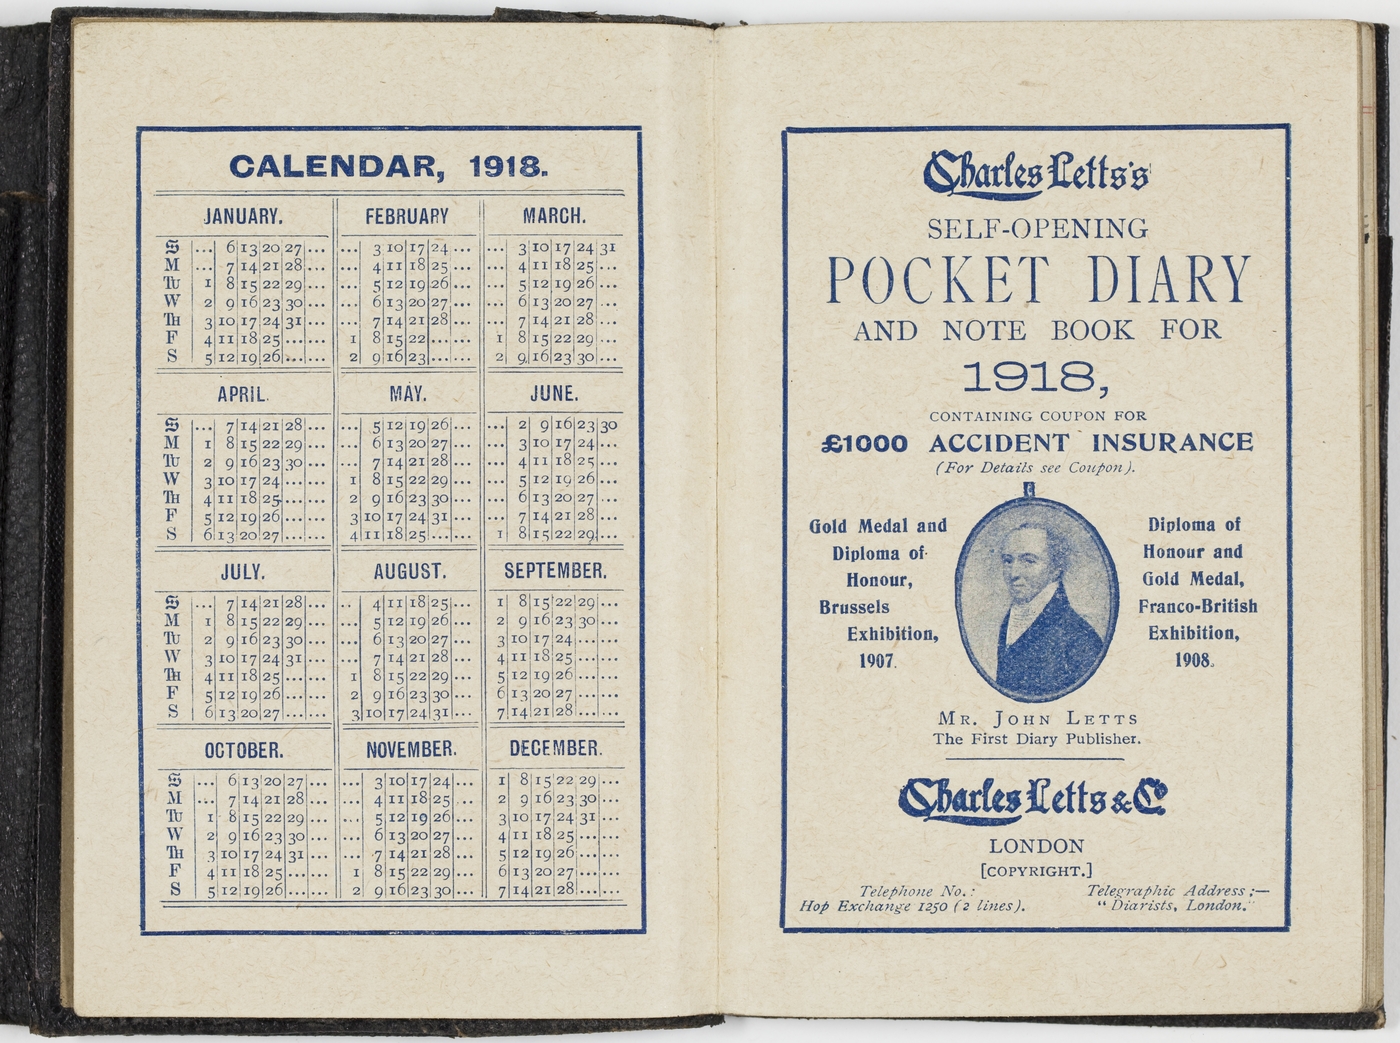 CALENDAR, 1918.
JANUARY. FEBRUARY MARCH.
S ... 6 13 20 27 ... ... 3 10 17 24 ... ... 3 10 17 24 31
M ... 7 14 21 28 ... ... 4 11 18 25 ... ... 4 11 18 25 ...
Tu 1 8 15 22 29 ... ... 5 12 19 26 ... ... 5 12 19 26 ...
W 2 9 16 23 30 ... ... 6 13 20 27 ... ... 6 13 20 27 ...
Th 3 10 17 24 31 ... ... 7 14 21 28 ... ... 7 14 21 28 ...
F 4 11 18 25 ... ... 1 8 15 22 ... ... 1 8 15 22 29 ...
S 5 12 19 26 ... ... 2 9 16 23 ... ... 2 9 16 23 30 ...
APRIL. MAY. JUNE.
S ... 7 14 21 28 ... ... 5 12 19 26 ... ... 2 9 16 23 30
M 1 8 15 22 29 ... ... 6 13 20 27 ... ... 3 10 17 24 ...
Tu 2 9 16 23 30 ... ... 7 14 21 28 ... ... 4 11 18 25 ...
W 3 10 17 24 ... ... 1 8 15 22 29 ... ... 5 12 19 26 ...
Th 4 11 18 25 ... ... 2 9 16 23 30 ... ... 6 13 20 27 ...
F 5 12 19 26 ... ... 3 10 17 24 31 ... ... 7 14 21 28 ...
S 6 13 20 27 ... ... 4 11 18 25 ... ... 1 8 15 22 29 ...
JULY. AUGUST. SEPTEMBER.
S ... 7 14 21 28 ... .. 4 11 18 25 ... 1 8 15 22 29 ...
M 1 8 15 22 29 ... ... 5 12 19 26 ... 2 9 16 23 30 ...
Tu 2 9 16 23 30 ... ... 6 13 20 27 ... 3 10 17 24 ... ...
W 3 10 17 24 31 ... ... 7 14 21 28 ... 4 11 18 25 ... ...
Th 4 11 18 25 ... ... 1 8 15 22 29 ... 5 12 19 26 ... ...
F 5 12 19 26 ... ... 2 9 16 23 30 ... 6 13 20 27 ... ...
S 6 13 20 27 ... ... 3 10 17 24 31 ... 7 14 21 28 ... ...
OCTOBER. NOVEMBER. DECEMBER.
S ... 6 13 20 27 ... ... 3 10 17 24 ... 1 8 15 22 29 ...
M ... 7 14 21 28 ... ... 4 11 18 25 ... 2 9 16 23 30 ...
Tu 1 8 15 22 29 ... ... 5 12 19 26 ... 3 10 17 24 31 ...
W 2 9 16 23 30 ... ... 6 13 20 27 ... 4 11 18 25 ... ...
Th 3 10 17 24 31 ... ... 7 14 21 28 ... 5 12 19 26 ... ...
F 4 11 18 25 ... ... 1 8 15 22 29 ... 6 13 20 27 ... ...
S 5 12 19 26 ... ... 2 9 16 23 30 ... 7 14 21 28 ... ...
Charles Letts's
SELF-OPENING
POCKET DIARY
AND NOTE BOOK FOR
1918,
CONTAINING COUPON FOR
£1000 ACCIDENT INSURANCE
(For Details see Coupon).
Gold Medal and
Diploma of
Honour,
Brussels
Exhibition,
1907.
Diploma of
Honour and
Gold Medal,
Franco-British
Exhibition,
1908.
MR. JOHN LETTS
The First Diary Publisher.
Charles Letts & Co
LONDON
[COPYRIGHT.]
Telephone No.:
Hop Exchange 1250 (2 lines).
Telegraphic Address:—
"Diarists, London."